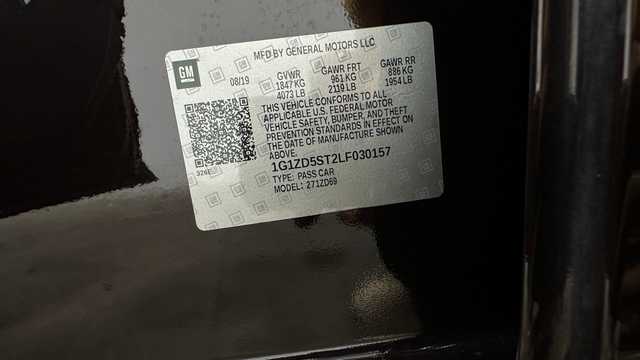 MFD BY GENERAL MOTORS LLC
GM
08/19
GVWR GAWR FRT GAWR RR
1847 KG 961 KG 886 KG
4073 LB 2119 LB 1954 LB
THIS VEHICLE CONFORMS TO ALL
APPLICABLE U.S. FEDERAL MOTOR
VEHICLE SAFETY, BUMPER, AND THEFT
PREVENTION STANDARDS IN EFFECT ON
THE DATE OF MANUFACTURE SHOWN
ABOVE.
1G1ZD5ST2LF030157
TYPE: PASS CAR
MODEL: 271ZD69